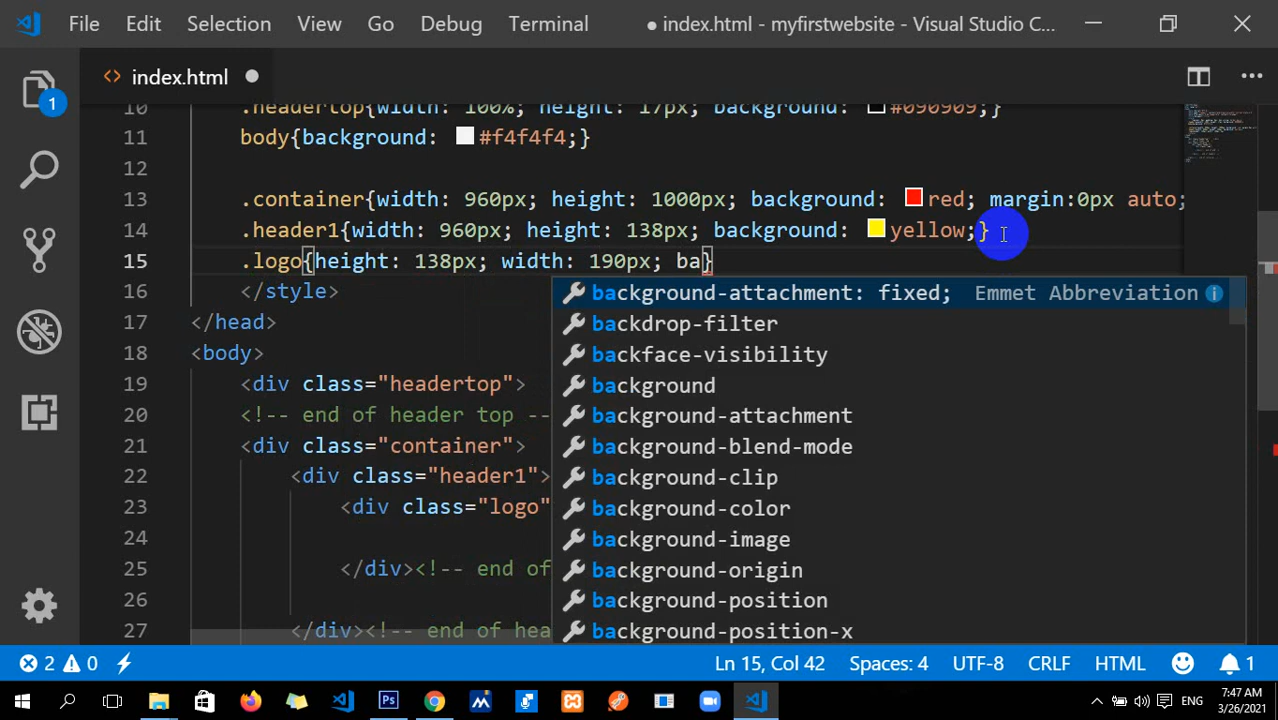 File Edit Selection View Go Debug Terminal ● index.html - myfirstwebsite - Visual Studio C...
<> index.html ●
10 .headertop{width: 100%; height: 17px; background: #090909;}
11 body{background: #f4f4f4;}
12
13 .container{width: 960px; height: 1000px; background: red; margin:0px auto;
14 .header1{width: 960px; height: 138px; background: yellow;}
15 .logo{height: 138px; width: 190px; ba}
16 </style>
background-attachment: fixed; Emmet Abbreviation
17 </head>
backdrop-filter
18 <body>
backface-visibility
19 <div class="headertop">
background
20 <!-- end of header top --
background-attachment
21 <div class="container">
background-blend-mode
22 <div class="header1">
background-clip
23 <div class="logo"
background-color
24
background-image
25 </div><!-- end of
background-origin
26
background-position
27 </div><!-- end of hea
background-position-x
1
2 0 Ln 15, Col 42 Spaces: 4 UTF-8 CRLF HTML 1
ENG 7:47 AM
3/26/2021